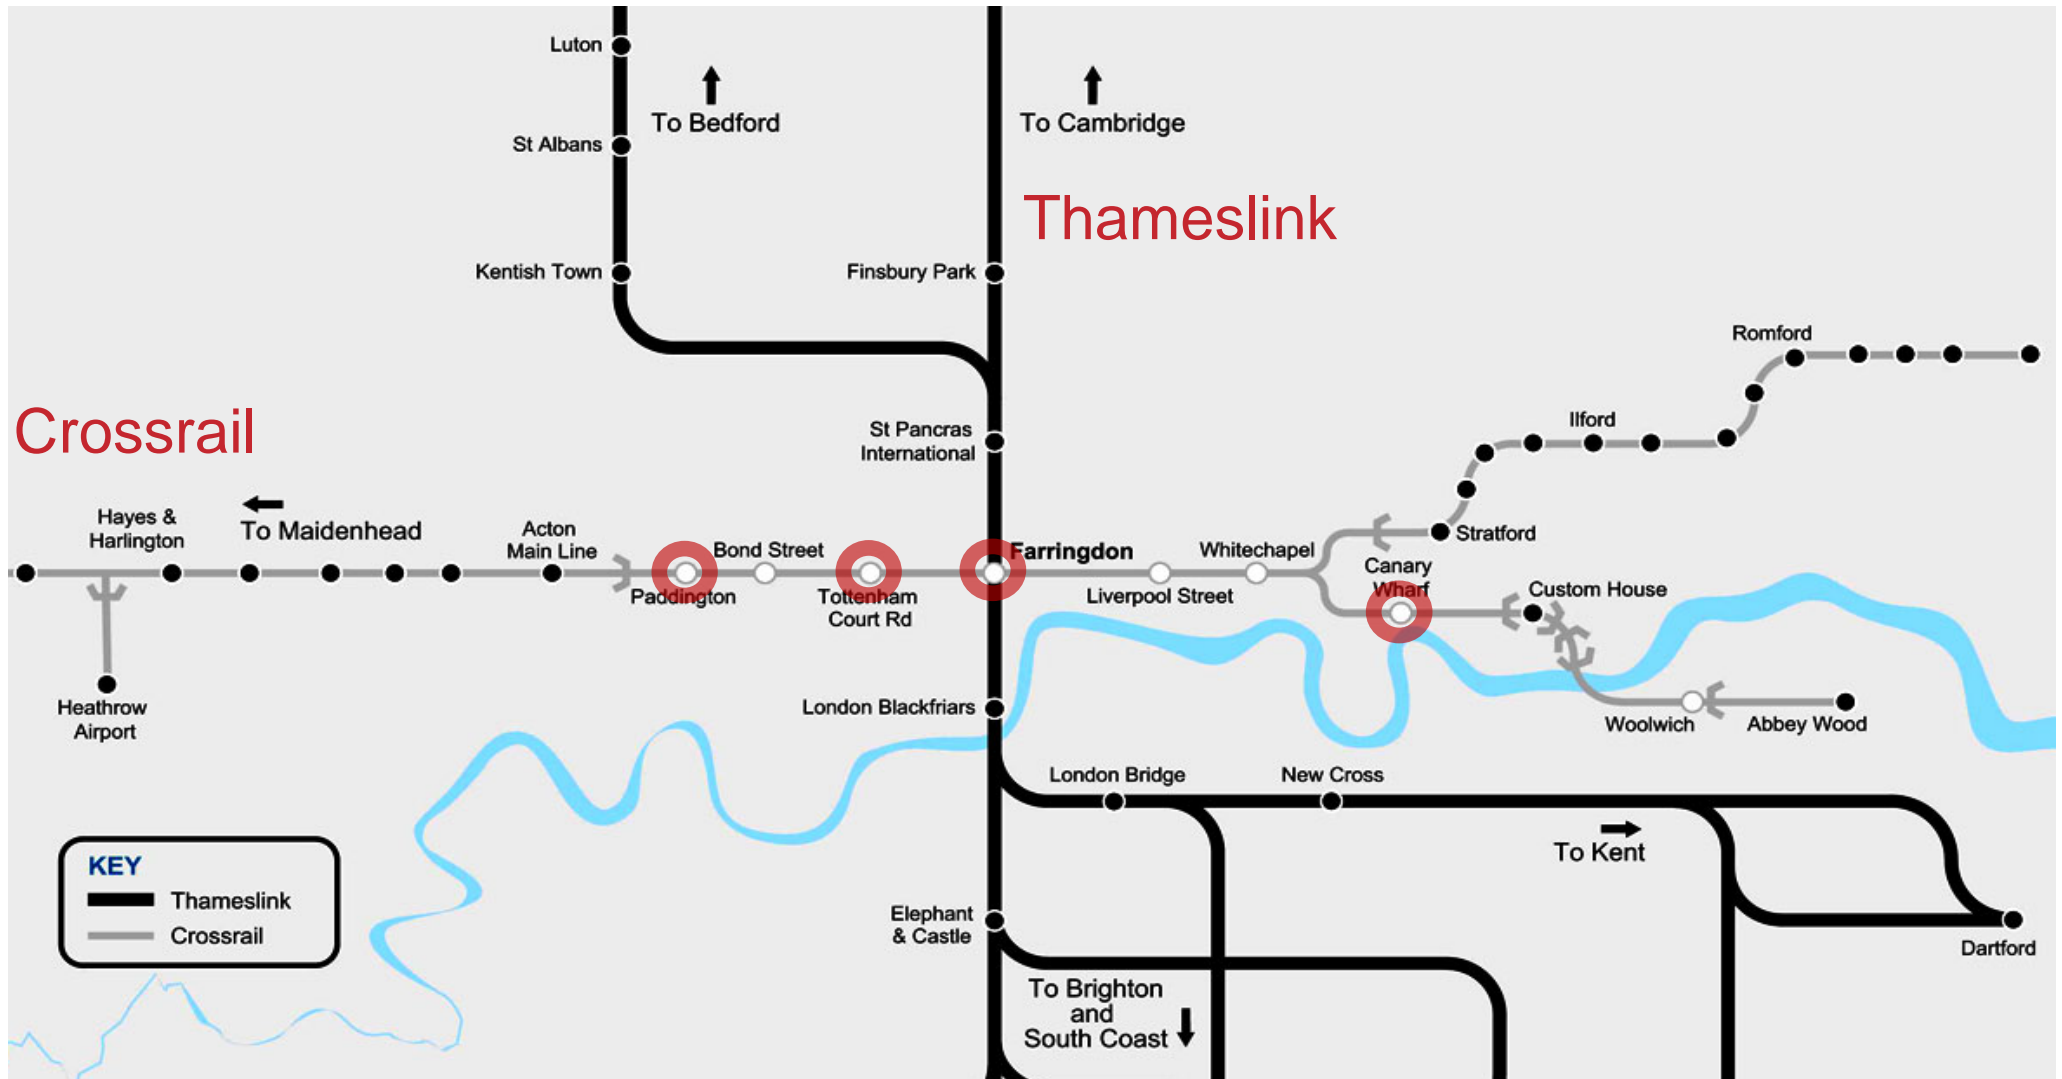 Luton
To Bedford
To Cambridge
St Albans
Thameslink
Kentish Town
Finsbury Park
Romford
Crossrail
Ilford
St Pancras
International
Hayes &
Harlington
To Maidenhead
Acton
Main Line
Bond Street
Farringdon
Whitechapel
Stratford
Canary
Wharf
Custom House
Paddington
Tottenham
Court Rd
Liverpool Street
Heathrow
Airport
London Blackfriars
Woolwich
Abbey Wood
London Bridge
New Cross
To Kent
KEY
Thameslink
Crossrail
Elephant
& Castle
Dartford
To Brighton
and
South Coast